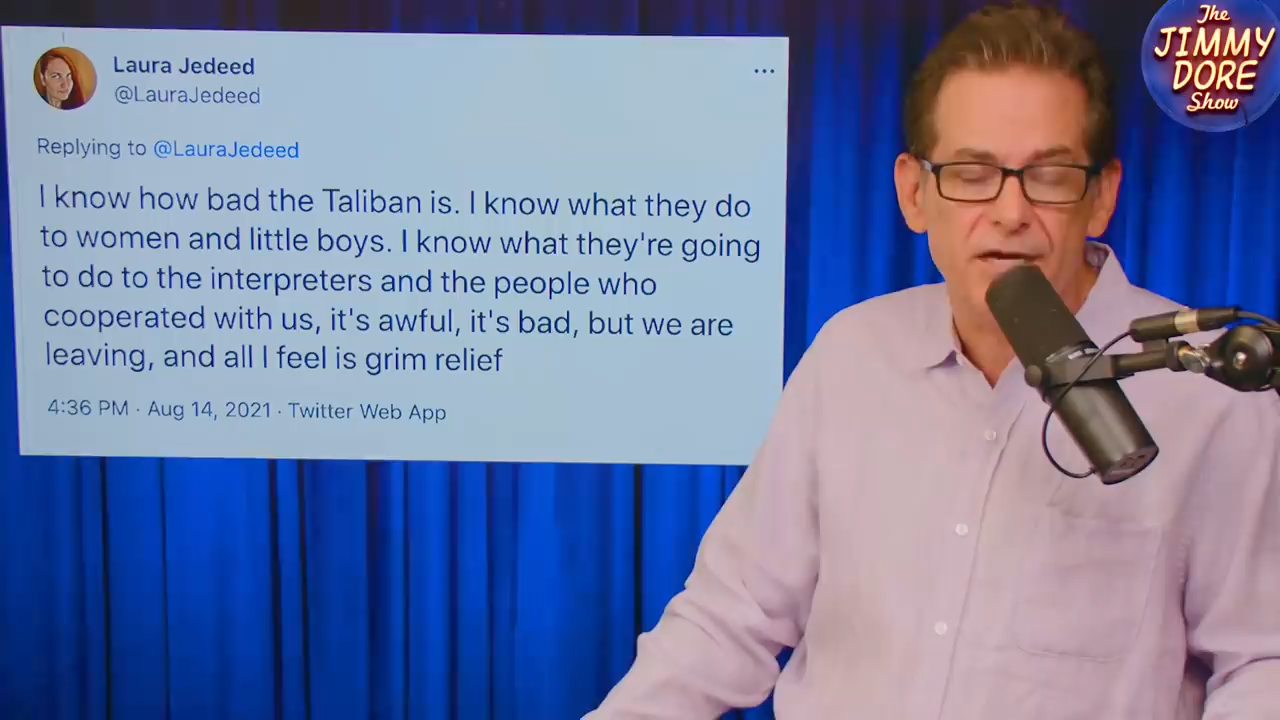 The
JIMMY
DORE
Show
Laura Jedeed
@LauraJedeed
Replying to @LauraJedeed
I know how bad the Taliban is. I know what they do
to women and little boys. I know what they're going
to do to the interpreters and the people who
cooperated with us, it's awful, it's bad, but we are
leaving, and all I feel is grim relief
4:36 PM · Aug 14, 2021 · Twitter Web App